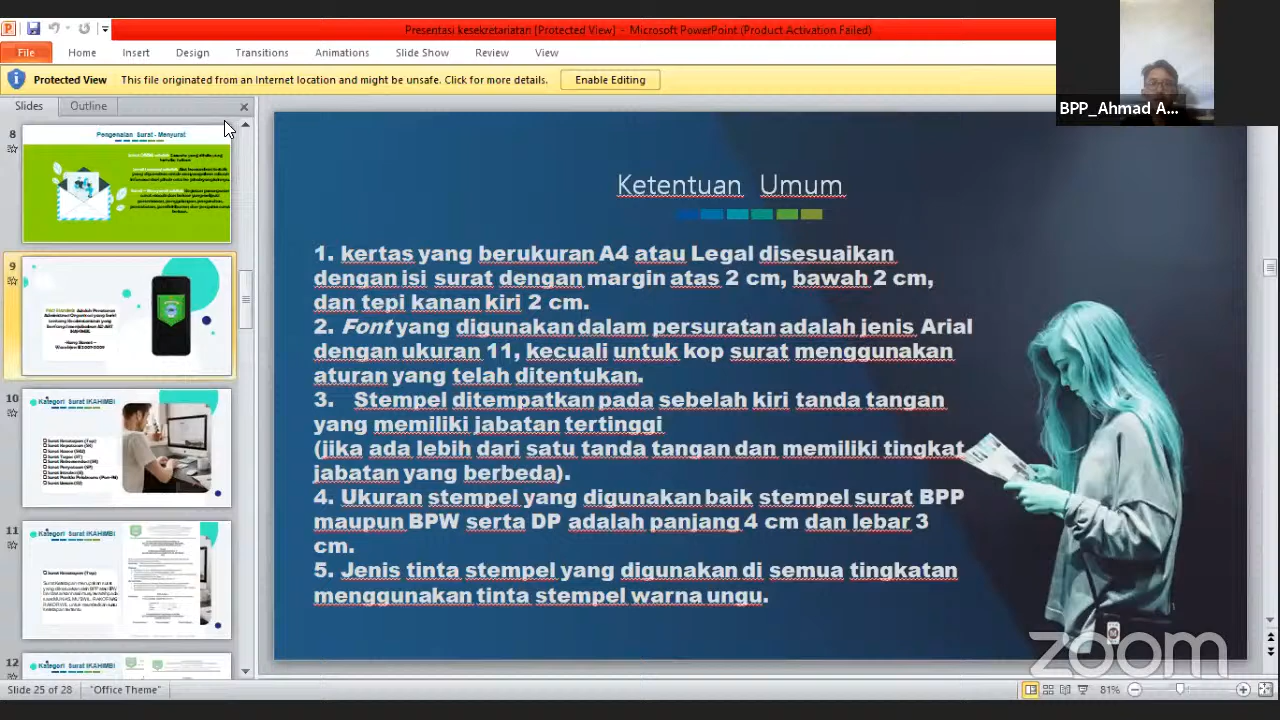 Presentasi kesekretariatan [Protected View] - Microsoft PowerPoint (Product Activation Failed)
File Home Insert Design Transitions Animations Slide Show Review View
Protected View This file originated from an Internet location and might be unsafe. Click for more details. Enable Editing
BPP_Ahmad A...
Slides Outline
8
Pengenalan Surat - Menyurat
9
10
Kategori Surat IKAHIMBI
11
Kategori Surat IKAHIMBI
12
Kategori Surat IKAHIMBI
Ketentuan Umum
1. kertas yang berukuran A4 atau Legal disesuaikan
dengan isi surat dengan margin atas 2 cm, bawah 2 cm,
dan tepi kanan kiri 2 cm.
2. Font yang digunakan dalam persuratan adalah jenis Arial
dengan ukuran 11, kecuali untuk kop surat menggunakan
aturan yang telah ditentukan.
3. Stempel ditempatkan pada sebelah kiri tanda tangan
yang memiliki jabatan tertinggi
(jika ada lebih dari satu tanda tangan dan memiliki tingkat
jabatan yang berbeda).
4. Ukuran stempel yang digunakan baik stempel surat BPP
maupun BPW serta DP adalah panjang 4 cm dan lebar 3
cm.
5. Jenis tinta stempel yang digunakan di semua tingkatan
menggunakan tinta stempel warna ungu.
zoom
Slide 25 of 28 "Office Theme" 81%